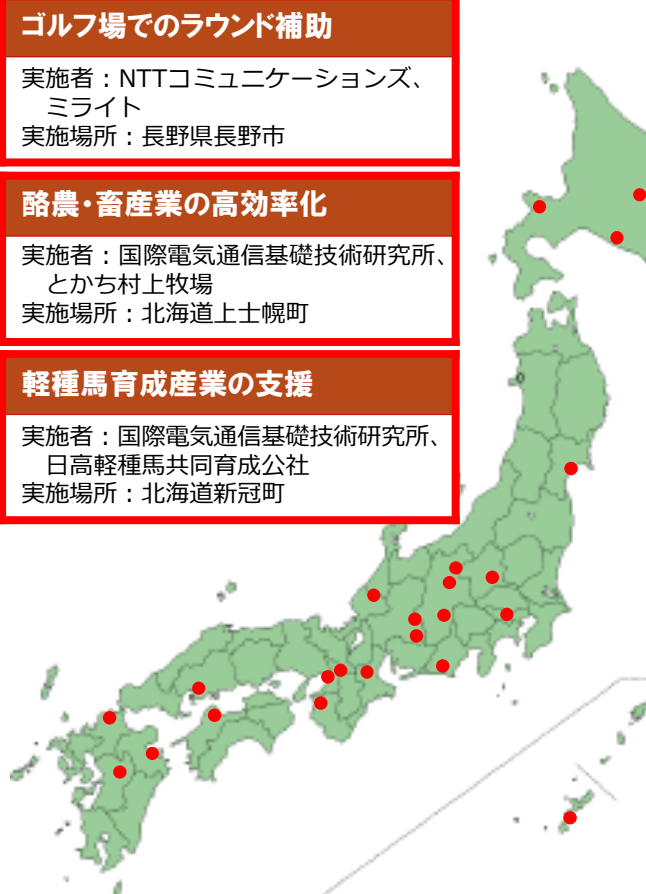 ゴルフ場でのラウンド補助
実施者：NTTコミュニケーションズ、
ミライト
実施場所：長野県長野市
酪農・畜産業の高効率化
実施者：国際電気通信基礎技術研究所、
とかち村上牧場
実施場所：北海道上士幌町
軽種馬育成産業の支援
実施者：国際電気通信基礎技術研究所、
日高軽種馬共同育成公社
実施場所：北海道新冠町